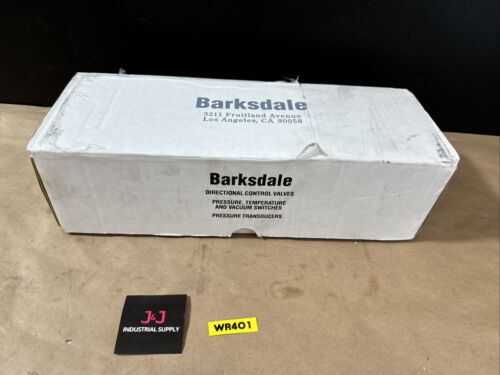 Barksdale
3211 Fruitland Avenue
Los Angeles, CA 90058
Barksdale
DIRECTIONAL CONTROL VALVES
PRESSURE, TEMPERATURE
AND VACUUM SWITCHES
PRESSURE TRANSDUCERS
J&J
INDUSTRIAL SUPPLY
WR401